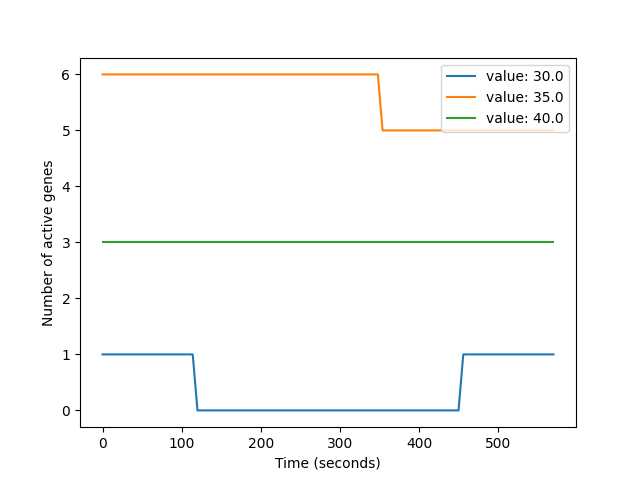 value: 30.0
value: 35.0
value: 40.0
Number of active genes
6
5
4
3
2
1
0
0 100 200 300 400 500
Time (seconds)